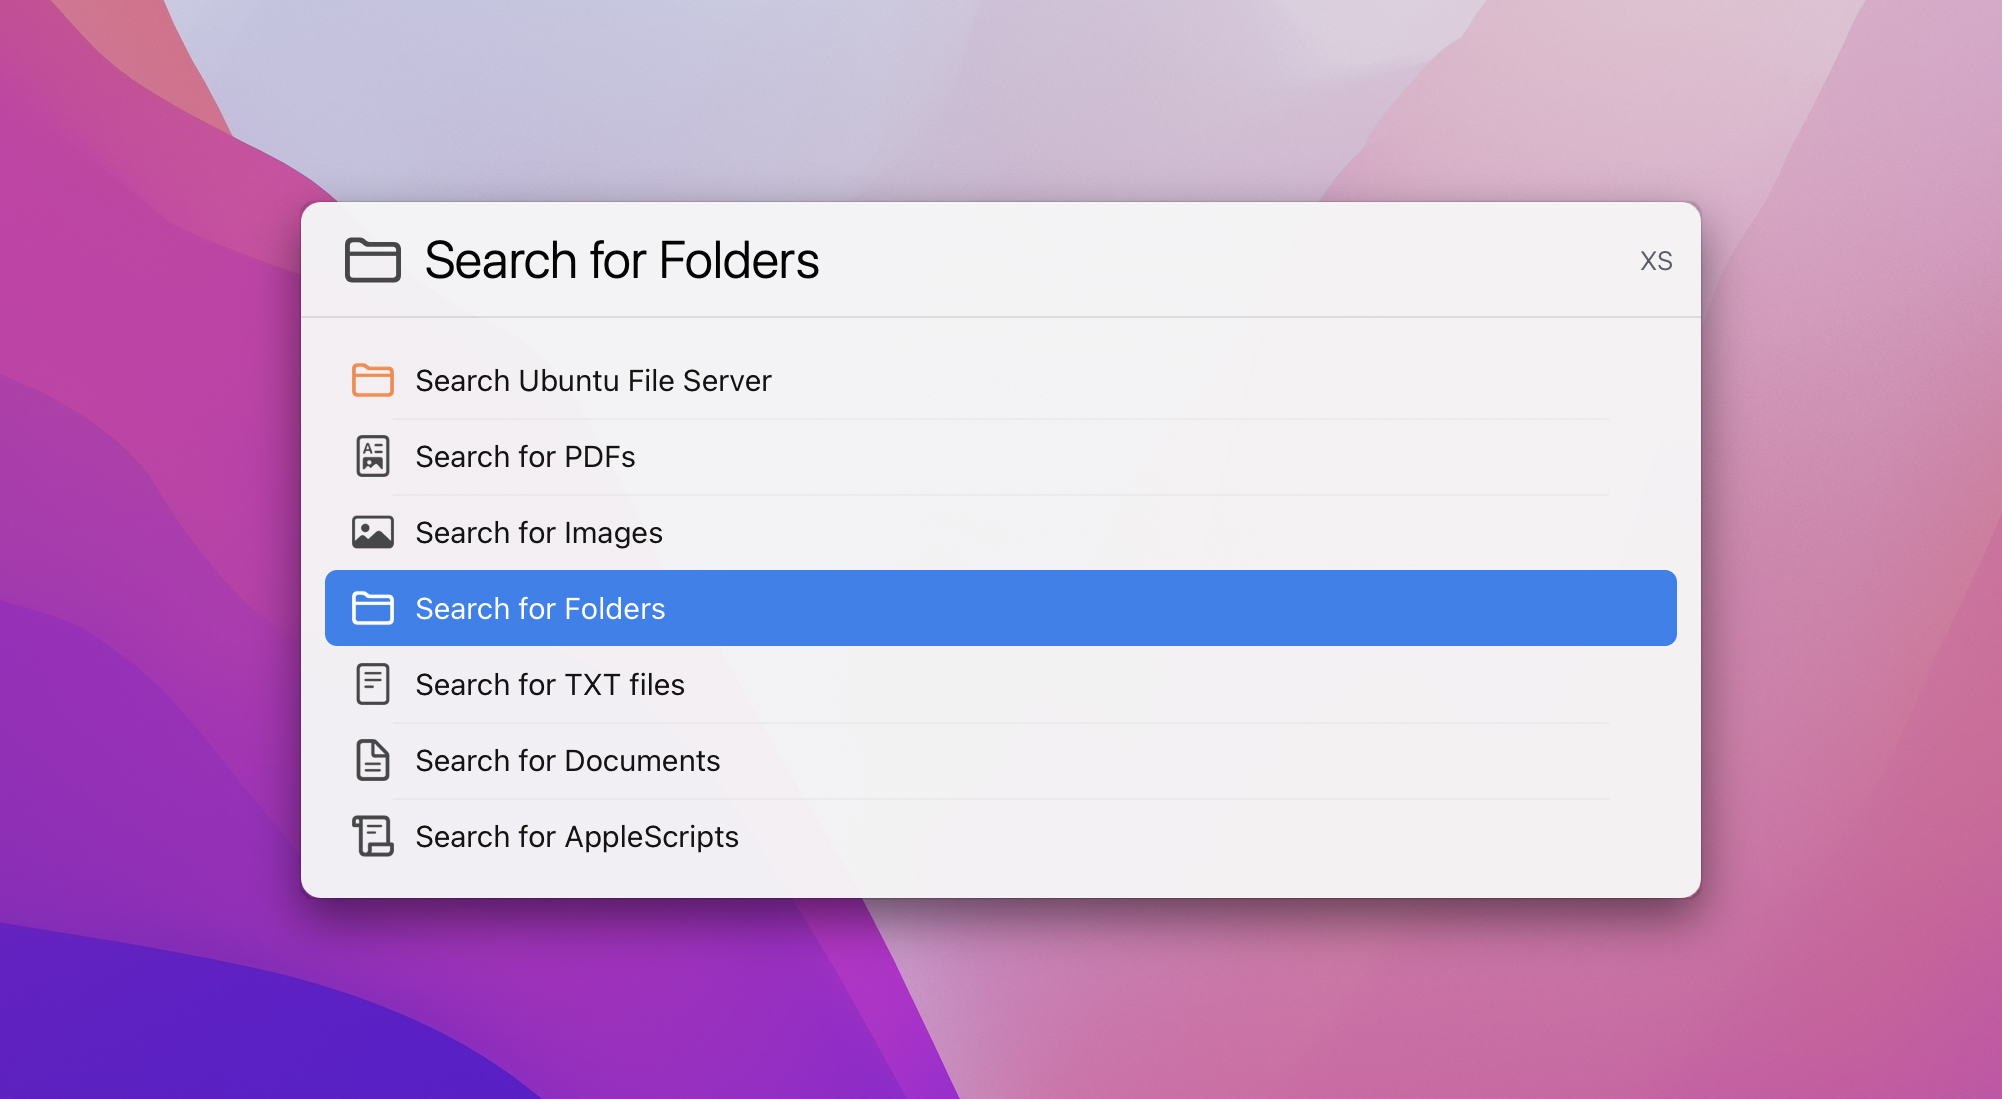 Search for Folders
XS
Search Ubuntu File Server
Search for PDFs
Search for Images
Search for Folders
Search for TXT files
Search for Documents
Search for AppleScripts